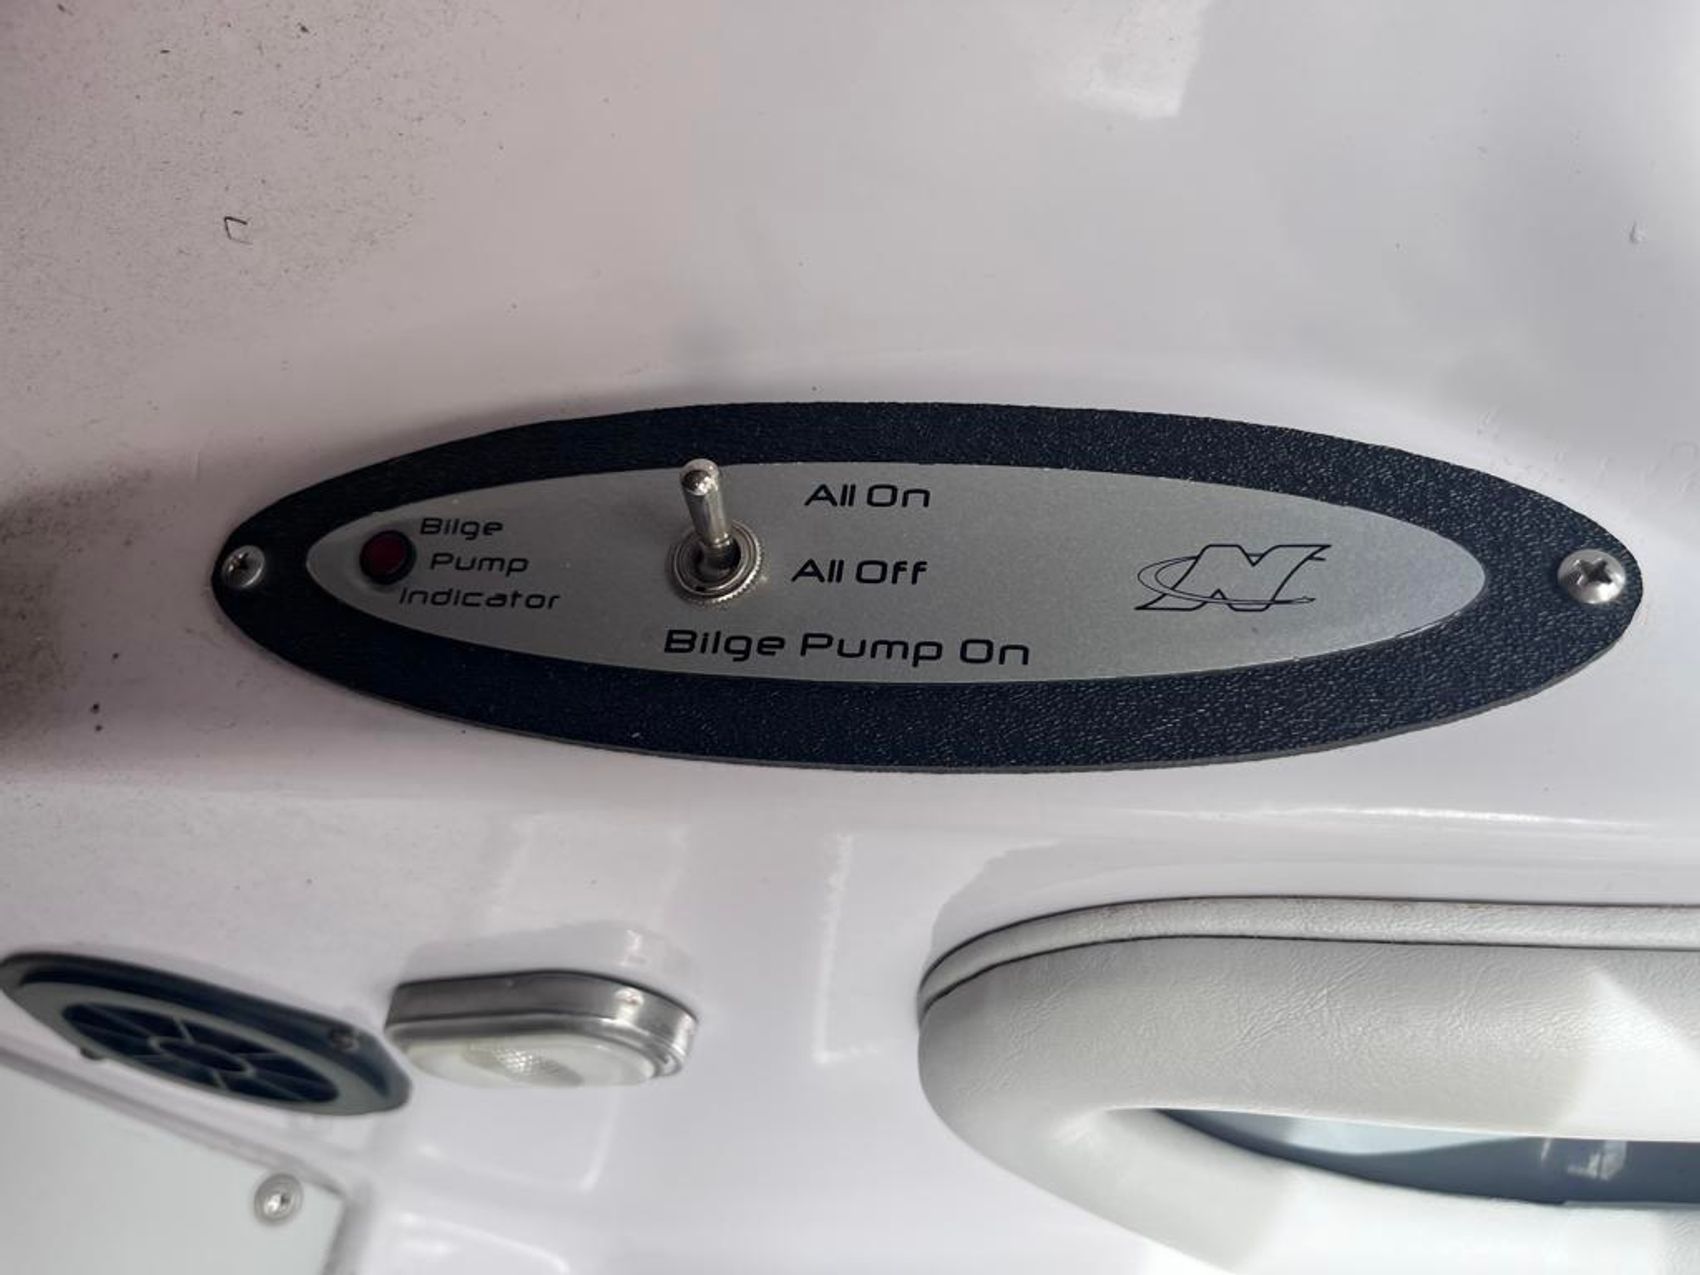 Bilge
Pump
Indicator
All On
All Off
Bilge Pump On
N